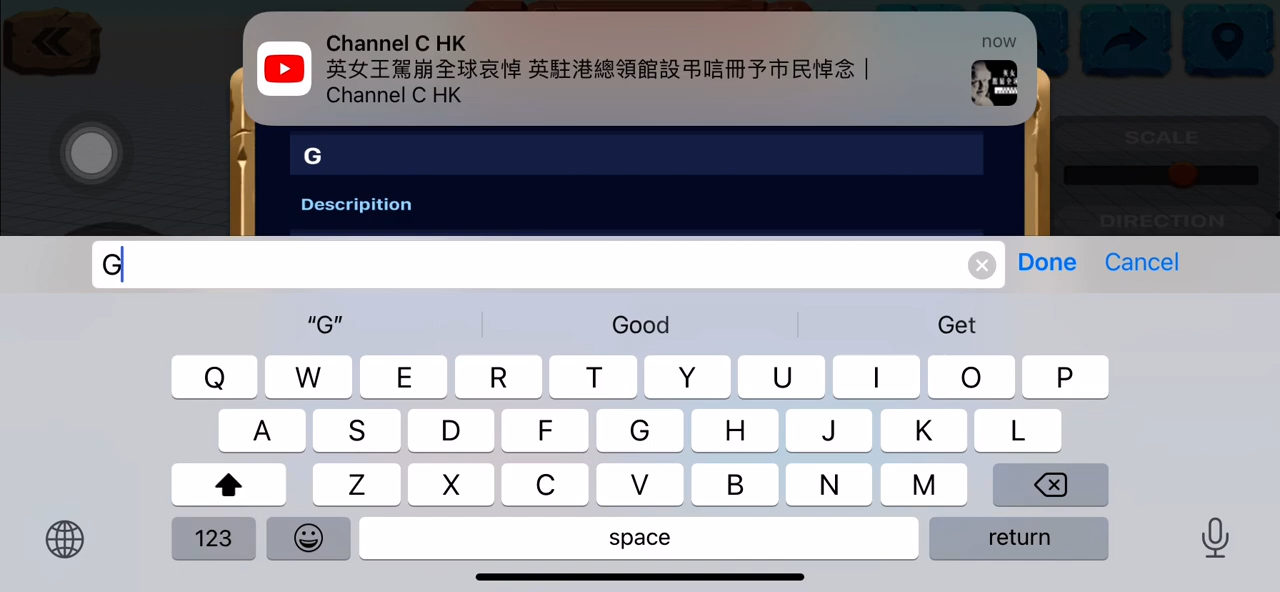 Channel C HK
now
英女王駕崩全球哀悼 英駐港總領館設弔唁冊予市民悼念｜
Channel C HK
SCALE
G
Descripition
DIRECTION
G
Done
Cancel
“G”
Good
Get
Q W E R T Y U I O P
A S D F G H J K L
Z X C V B N M
123
space
return